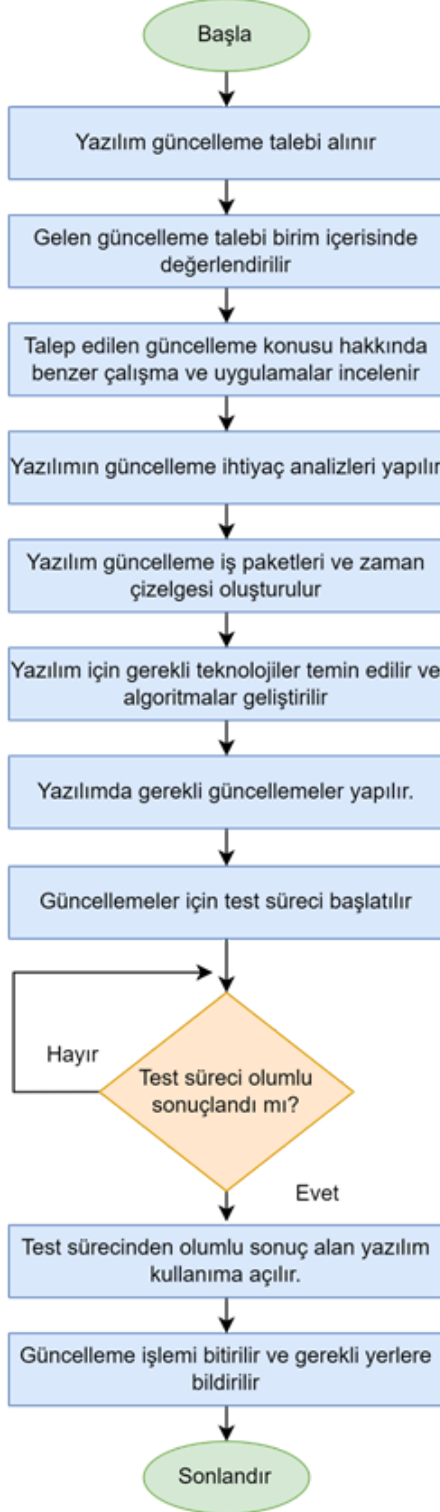 Başla
Yazılım güncelleme talebi alınır
Gelen güncelleme talebi birim içerisinde
değerlendirilir
Talep edilen güncelleme konusu hakkında
benzer çalışma ve uygulamalar incelenir
Yazılımın güncelleme ihtiyaç analizleri yapılır
Yazılım güncelleme iş paketleri ve zaman
çizelgesi oluşturulur
Yazılım için gerekli teknolojiler temin edilir ve
algoritmalar geliştirilir
Yazılımda gerekli güncellemeler yapılır.
Güncellemeler için test süreci başlatılır
Hayır
Test süreci olumlu
sonuçlandı mı?
Evet
Test sürecinden olumlu sonuç alan yazılım
kullanıma açılır.
Güncelleme işlemi bitirilir ve gerekli yerlere
bildirilir
Sonlandır